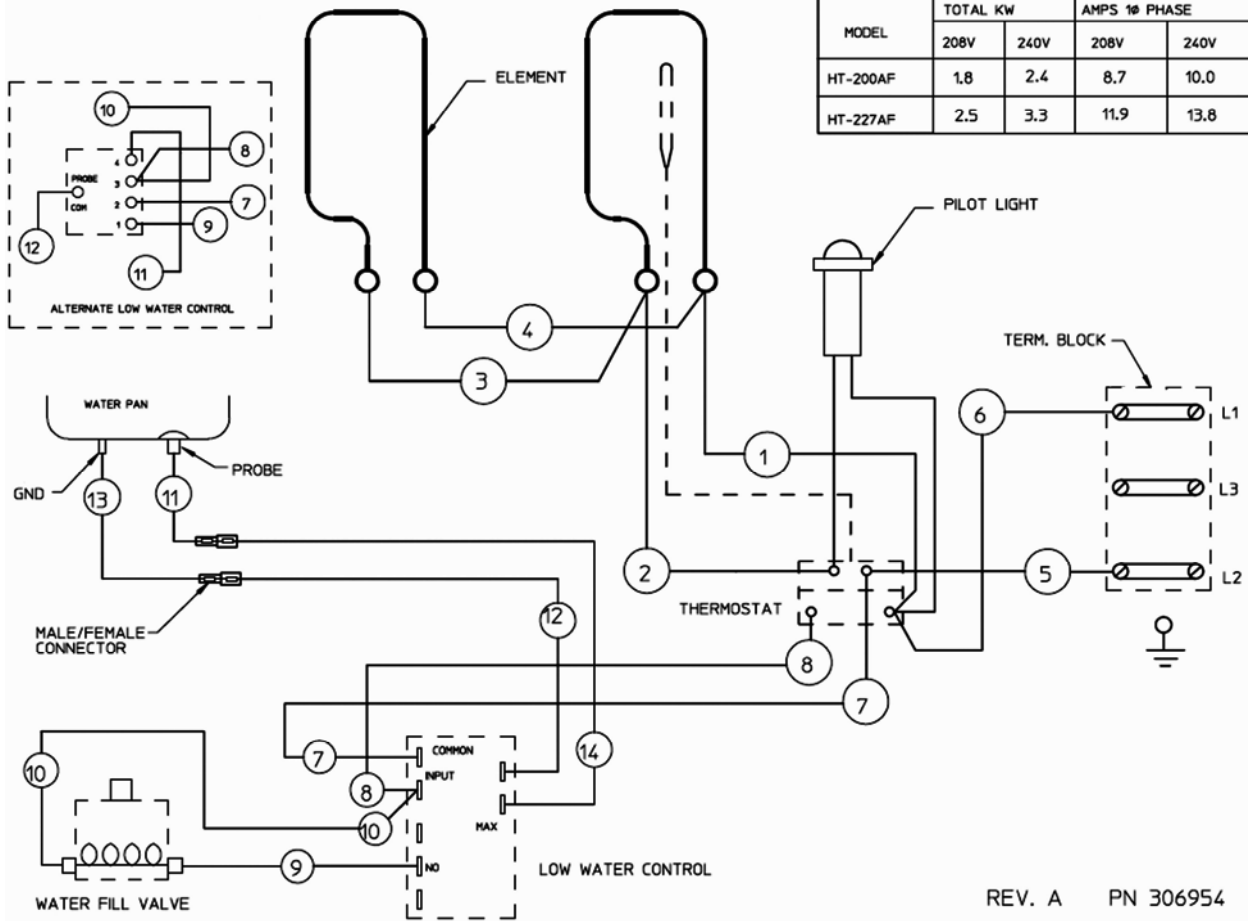 MODEL TOTAL KW AMPS 1Ø PHASE
208V 240V 208V 240V
HT-200AF 1.8 2.4 8.7 10.0
HT-227AF 2.5 3.3 11.9 13.8
ELEMENT
10
8
4
PROBE
3
COM
2
7
1
9
12
11
ALTERNATE LOW WATER CONTROL
PILOT LIGHT
4
3
TERM. BLOCK
6
L1
WATER PAN
1
PROBE
GND
13
11
L3
2
5
L2
THERMOSTAT
12
MALE/FEMALE
CONNECTOR
8
7
7
COMMON
14
10
INPUT
8
10
MAX
9
NO
LOW WATER CONTROL
WATER FILL VALVE
REV. A PN 306954